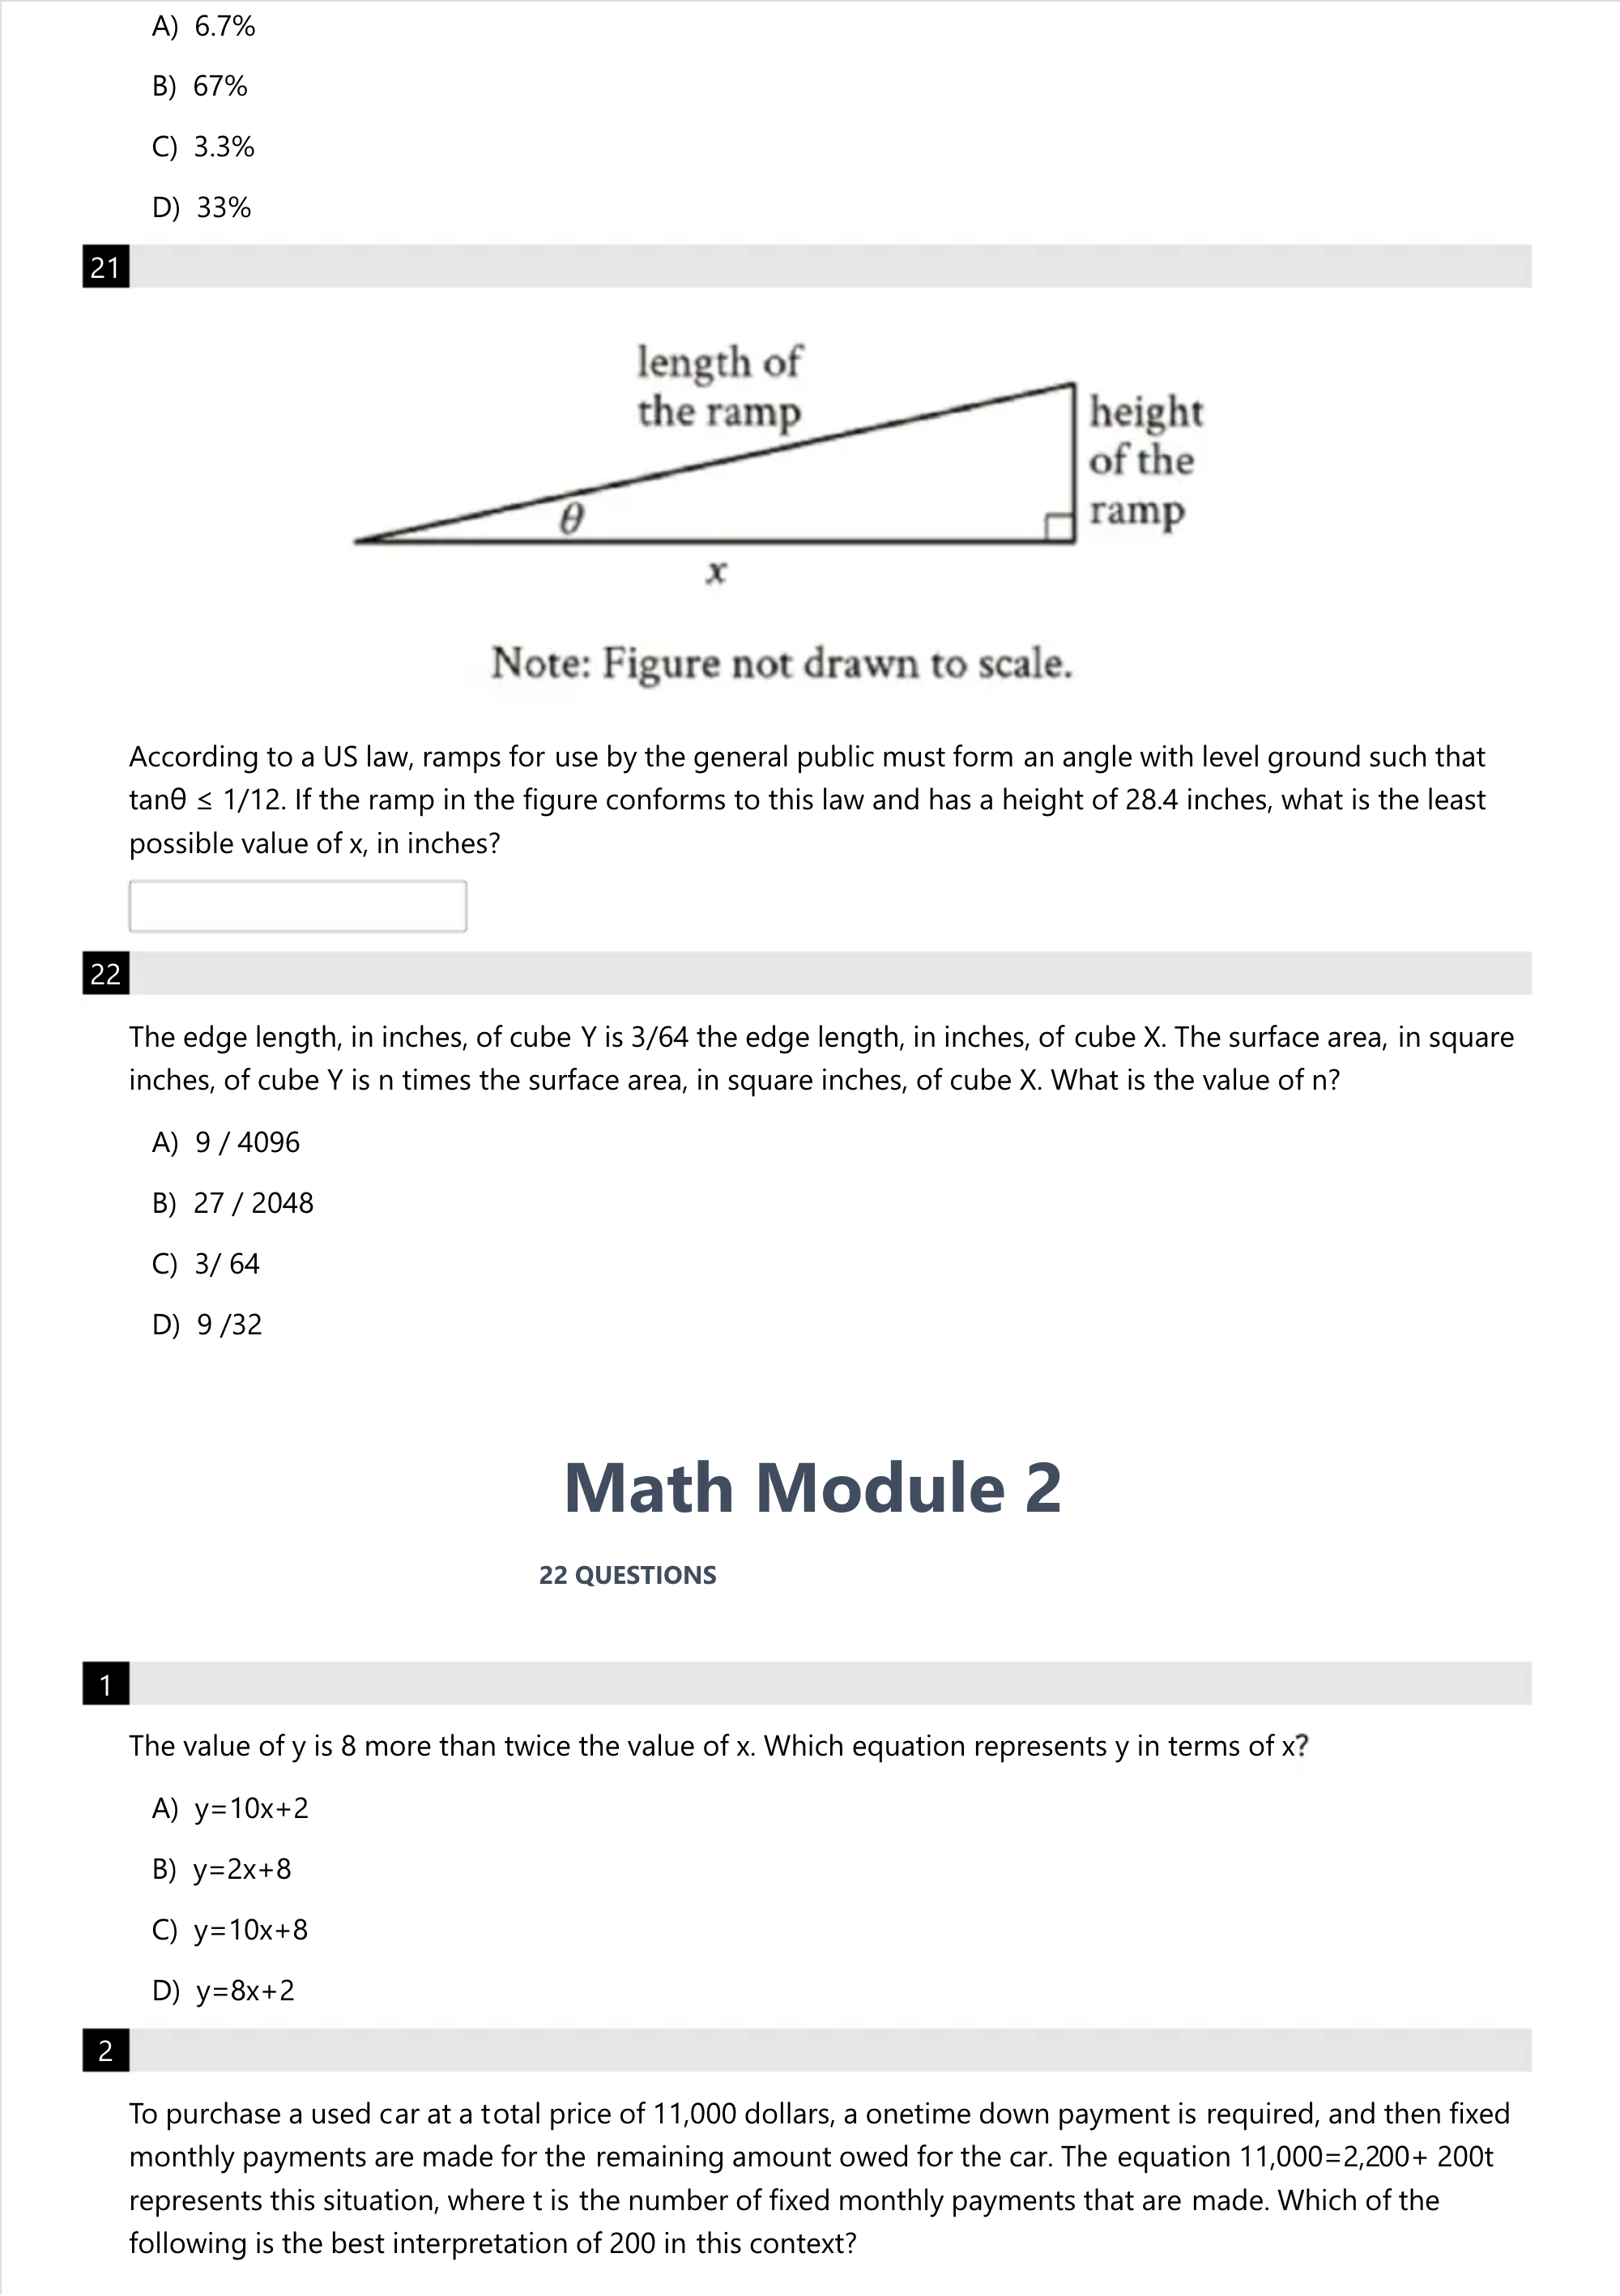 A) 6.7%
B) 67%
C) 3.3%
D) 33%
21
length of
the ramp
height
of the
ramp
θ
x
Note: Figure not drawn to scale.
According to a US law, ramps for use by the general public must form an angle with level ground such that
tanθ ≤ 1/12. If the ramp in the figure conforms to this law and has a height of 28.4 inches, what is the least
possible value of x, in inches?
22
The edge length, in inches, of cube Y is 3/64 the edge length, in inches, of cube X. The surface area, in square
inches, of cube Y is n times the surface area, in square inches, of cube X. What is the value of n?
A) 9 / 4096
B) 27 / 2048
C) 3/ 64
D) 9 /32
Math Module 2
22 QUESTIONS
1
The value of y is 8 more than twice the value of x. Which equation represents y in terms of x?
A) y=10x+2
B) y=2x+8
C) y=10x+8
D) y=8x+2
2
To purchase a used car at a total price of 11,000 dollars, a onetime down payment is required, and then fixed
monthly payments are made for the remaining amount owed for the car. The equation 11,000=2,200+ 200t
represents this situation, where t is the number of fixed monthly payments that are made. Which of the
following is the best interpretation of 200 in this context?